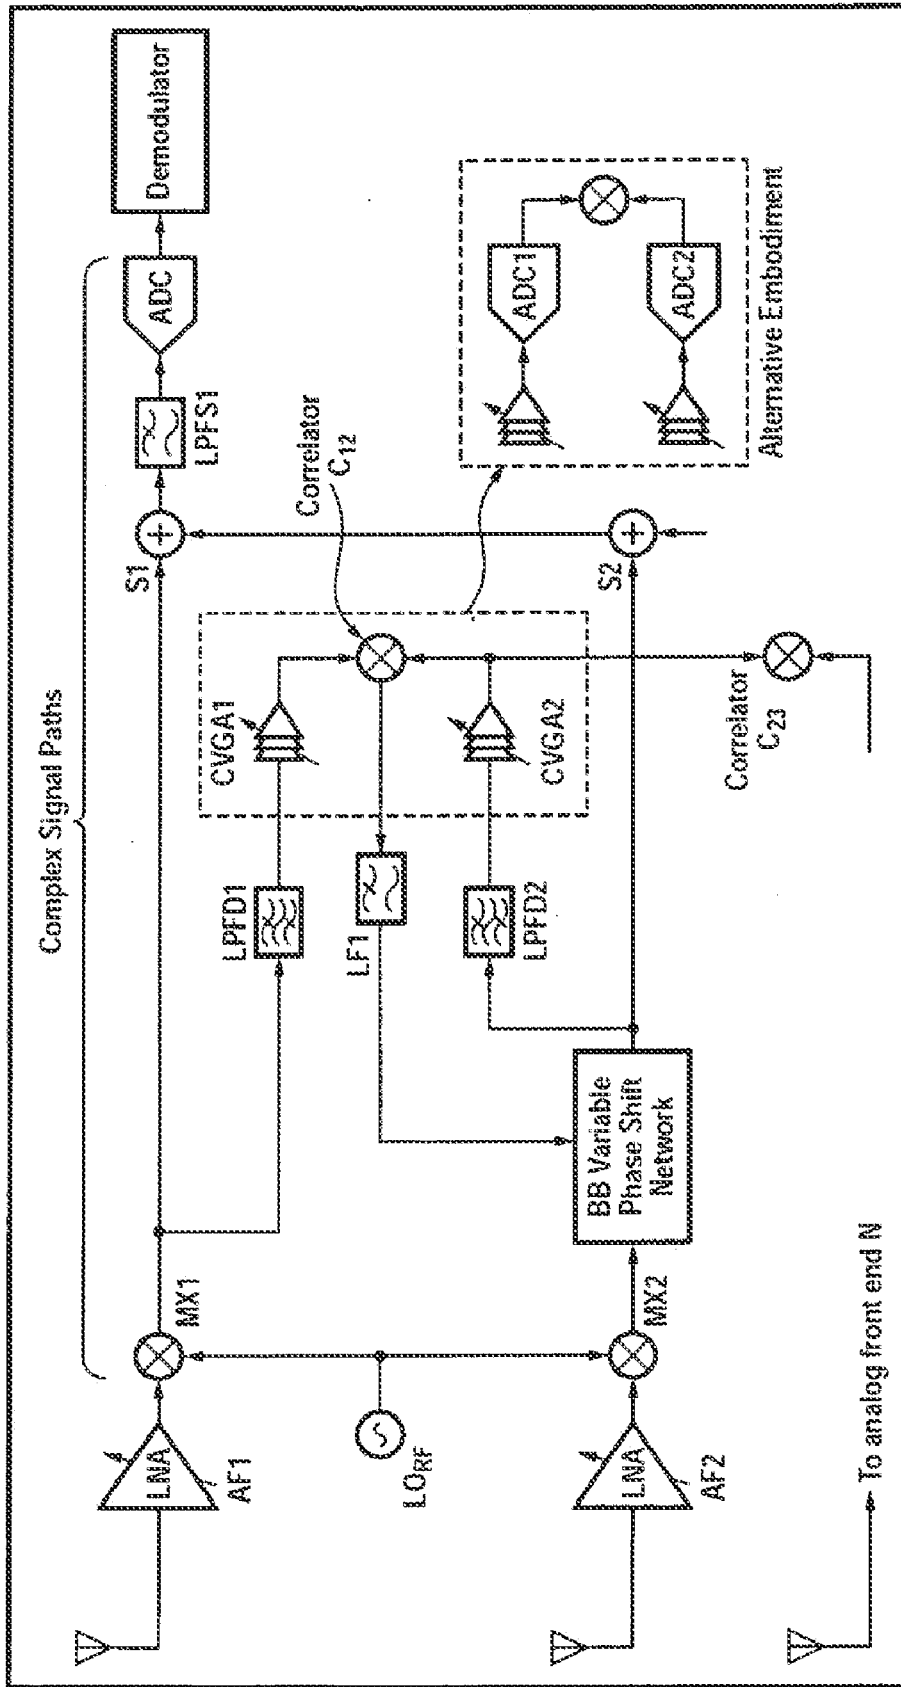 Complex Signal Paths
Demodulator
ADC
LPFS1
S1
MX1
LNA
AF1
LPFD1
CVGA1
Correlator
C12
LF1
LORF
CVGA2
LPFD2
ADC1
ADC2
Alternative Embodiment
BB Variable
Phase Shift
Network
S2
MX2
LNA
AF2
Correlator
C23
To analog front end N